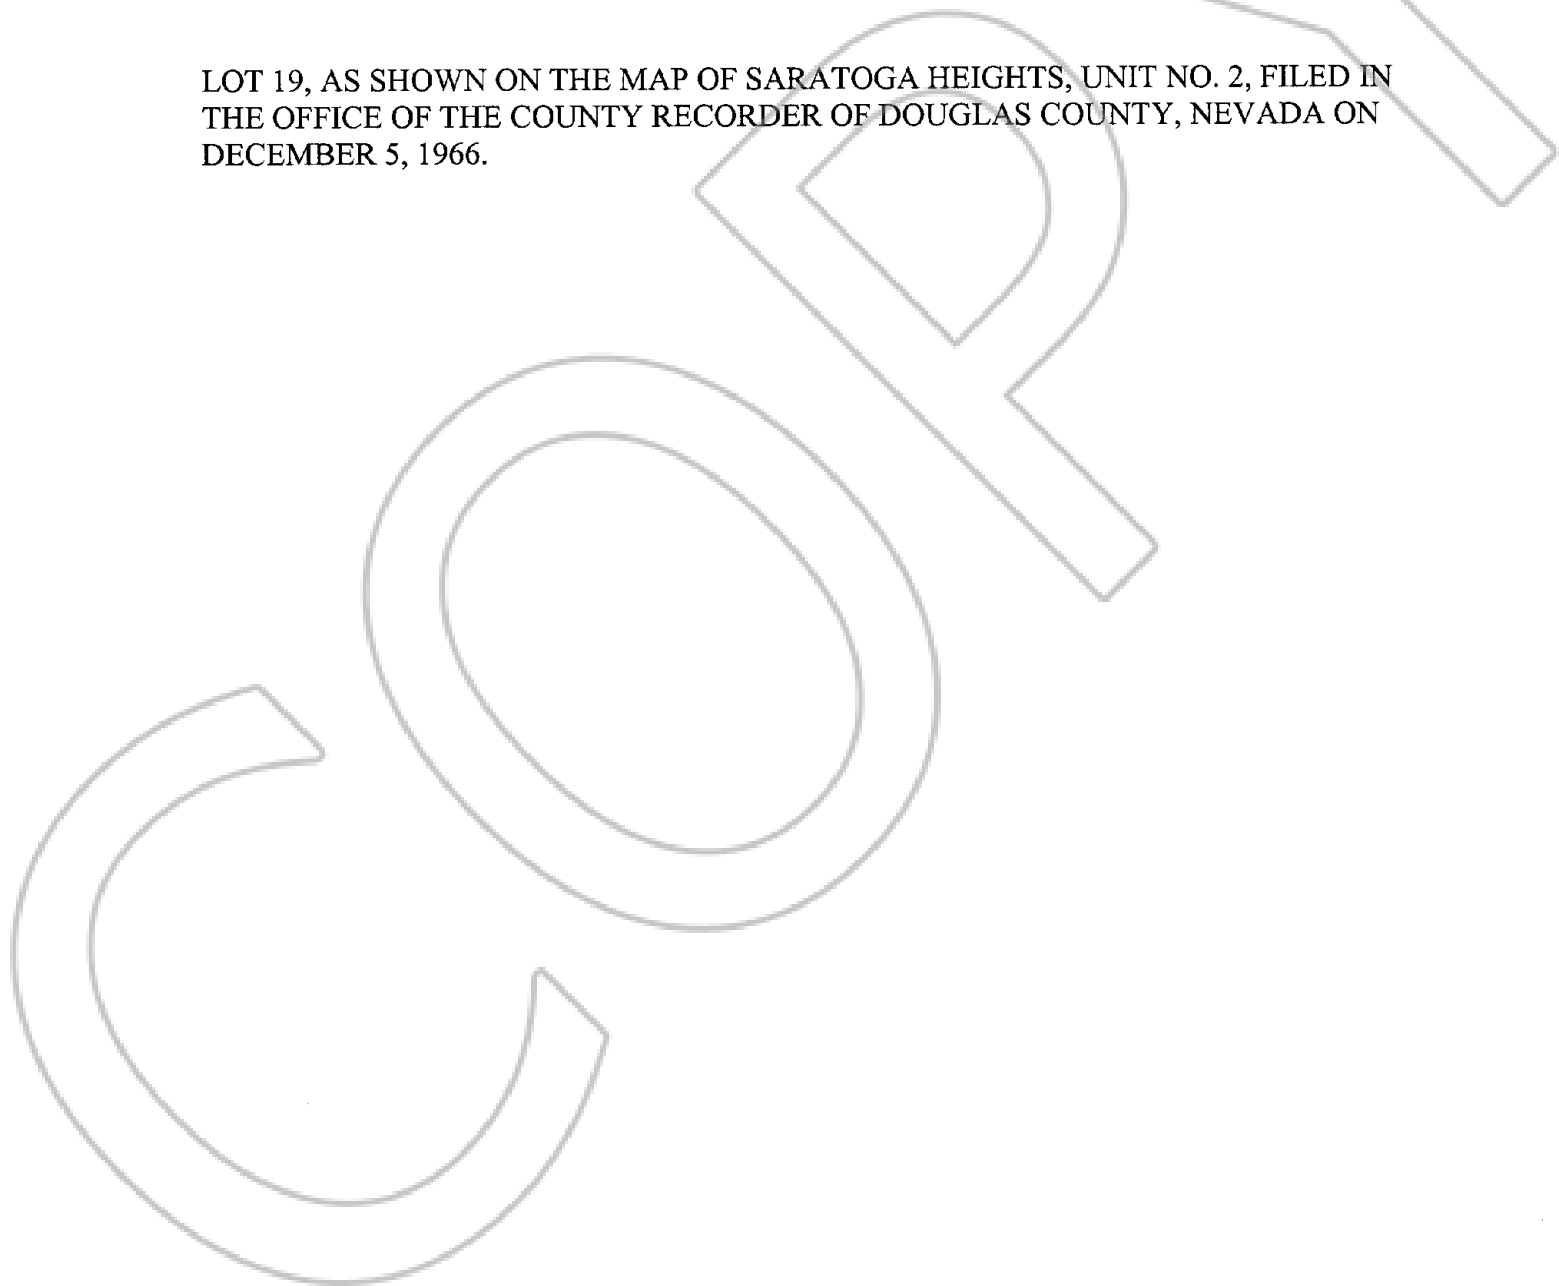 LOT 19, AS SHOWN ON THE MAP OF SARATOGA HEIGHTS, UNIT NO. 2, FILED IN
THE OFFICE OF THE COUNTY RECORDER OF DOUGLAS COUNTY, NEVADA ON
DECEMBER 5, 1966.
COPY